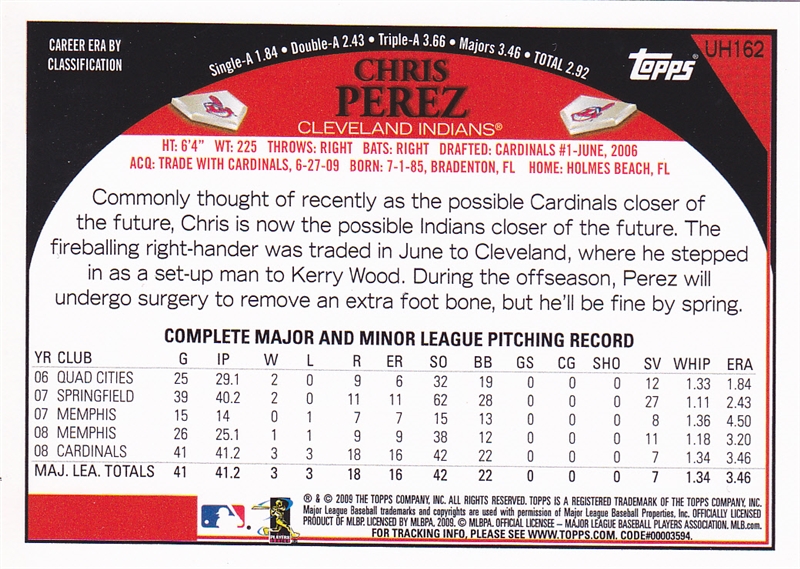 CAREER ERA BY
CLASSIFICATION
Single-A 1.84 • Double-A 2.43 • Triple-A 3.66 • Majors 3.46 • TOTAL 2.92
TOPPS®
UH162
CHRIS
PEREZ
CLEVELAND INDIANS®
HT: 6'4" WT: 225 THROWS: RIGHT BATS: RIGHT DRAFTED: CARDINALS #1-JUNE, 2006
ACQ: TRADE WITH CARDINALS, 6-27-09 BORN: 7-1-85, BRADENTON, FL HOME: HOLMES BEACH, FL
Commonly thought of recently as the possible Cardinals closer of
the future, Chris is now the possible Indians closer of the future. The
fireballing right-hander was traded in June to Cleveland, where he stepped
in as a set-up man to Kerry Wood. During the offseason, Perez will
undergo surgery to remove an extra foot bone, but he'll be fine by spring.
COMPLETE MAJOR AND MINOR LEAGUE PITCHING RECORD
YR CLUB G IP W L R ER SO BB GS CG SHO SV WHIP ERA
06 QUAD CITIES 25 29.1 2 0 9 6 32 19 0 0 0 12 1.33 1.84
07 SPRINGFIELD 39 40.2 2 0 11 11 62 28 0 0 0 27 1.11 2.43
07 MEMPHIS 15 14 0 1 7 7 15 13 0 0 0 8 1.36 4.50
08 MEMPHIS 26 25.1 1 1 9 9 38 12 0 0 0 11 1.18 3.20
08 CARDINALS 41 41.2 3 3 18 16 42 22 0 0 0 7 1.34 3.46
MAJ. LEA. TOTALS 41 41.2 3 3 18 16 42 22 0 0 0 7 1.34 3.46
® & © 2009 THE TOPPS COMPANY, INC. ALL RIGHTS RESERVED. TOPPS IS A REGISTERED TRADEMARK OF THE TOPPS COMPANY, INC.
Major League Baseball trademarks and copyrights are used with permission of Major League Baseball Properties, Inc. OFFICIALLY LICENSED
PRODUCT OF MLBP. LICENSED BY MLBPA. 2009. © MLBPA. OFFICIAL LICENSEE – MAJOR LEAGUE BASEBALL PLAYERS ASSOCIATION. MLB.com.
FOR TRACKING INFO, PLEASE SEE WWW.TOPPS.COM. CODE#00003594.